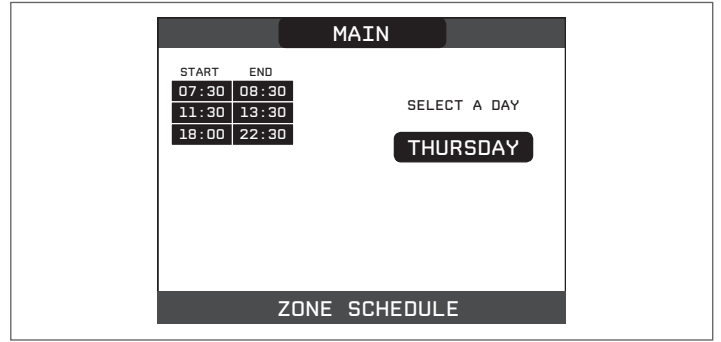 MAIN
START END
07:30 08:30
11:30 13:30
18:00 22:30
SELECT A DAY
THURSDAY
ZONE SCHEDULE